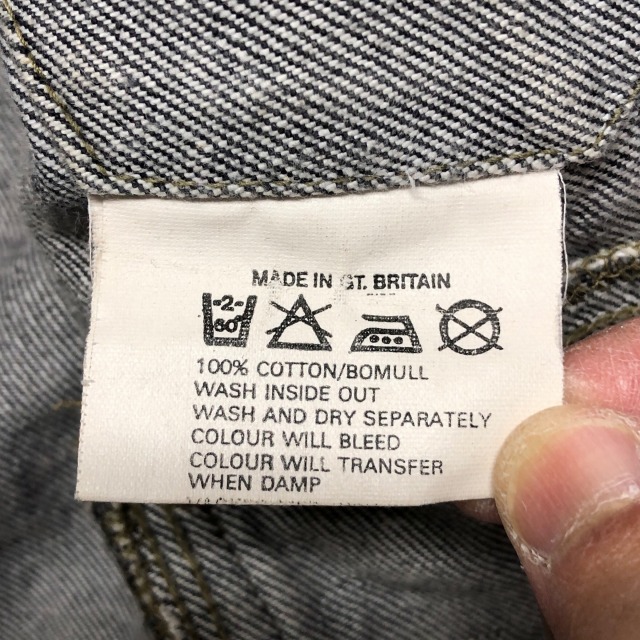 MADE IN GT. BRITAIN
-2-
60°
100% COTTON/BOMULL
WASH INSIDE OUT
WASH AND DRY SEPARATELY
COLOUR WILL BLEED
COLOUR WILL TRANSFER
WHEN DAMP